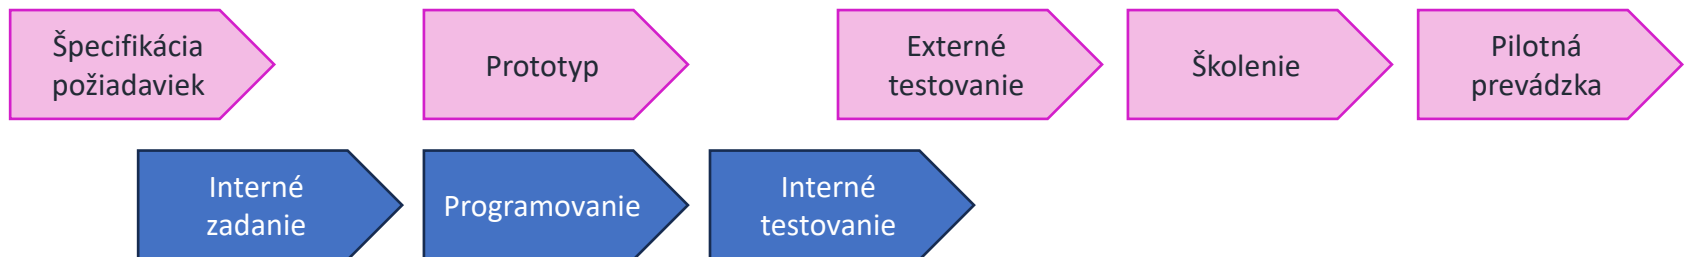 Špecifikácia
požiadaviek
Prototyp
Externé
testovanie
Školenie
Pilotná
prevádzka
Interné
zadanie
Programovanie
Interné
testovanie